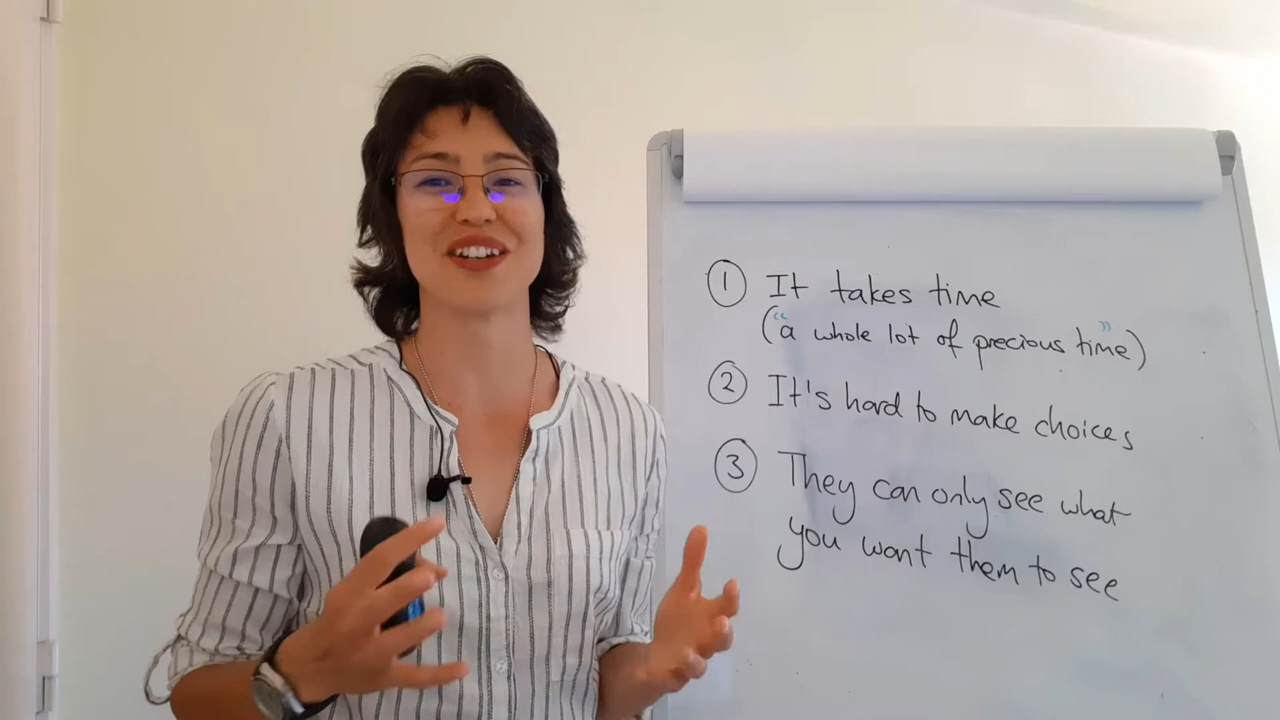 ① It takes time
(“a whole lot of precious time”)
② It's hard to make choices
③ They can only see what
you want them to see